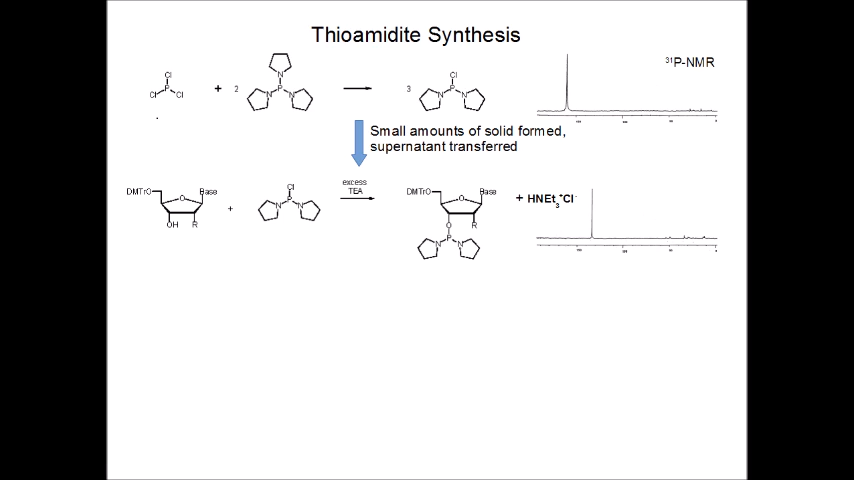 Thioamidite Synthesis
³¹P-NMR
Cl
P
Cl
Cl
+
2
N
P
N
N
3
Cl
P
N
N
Small amounts of solid formed,
supernatant transferred
DMTrO
Base
O
OH
R
+
Cl
P
N
N
excess
TEA
DMTrO
Base
O
O
R
P
N
N
+ HNEt₃⁺Cl⁻